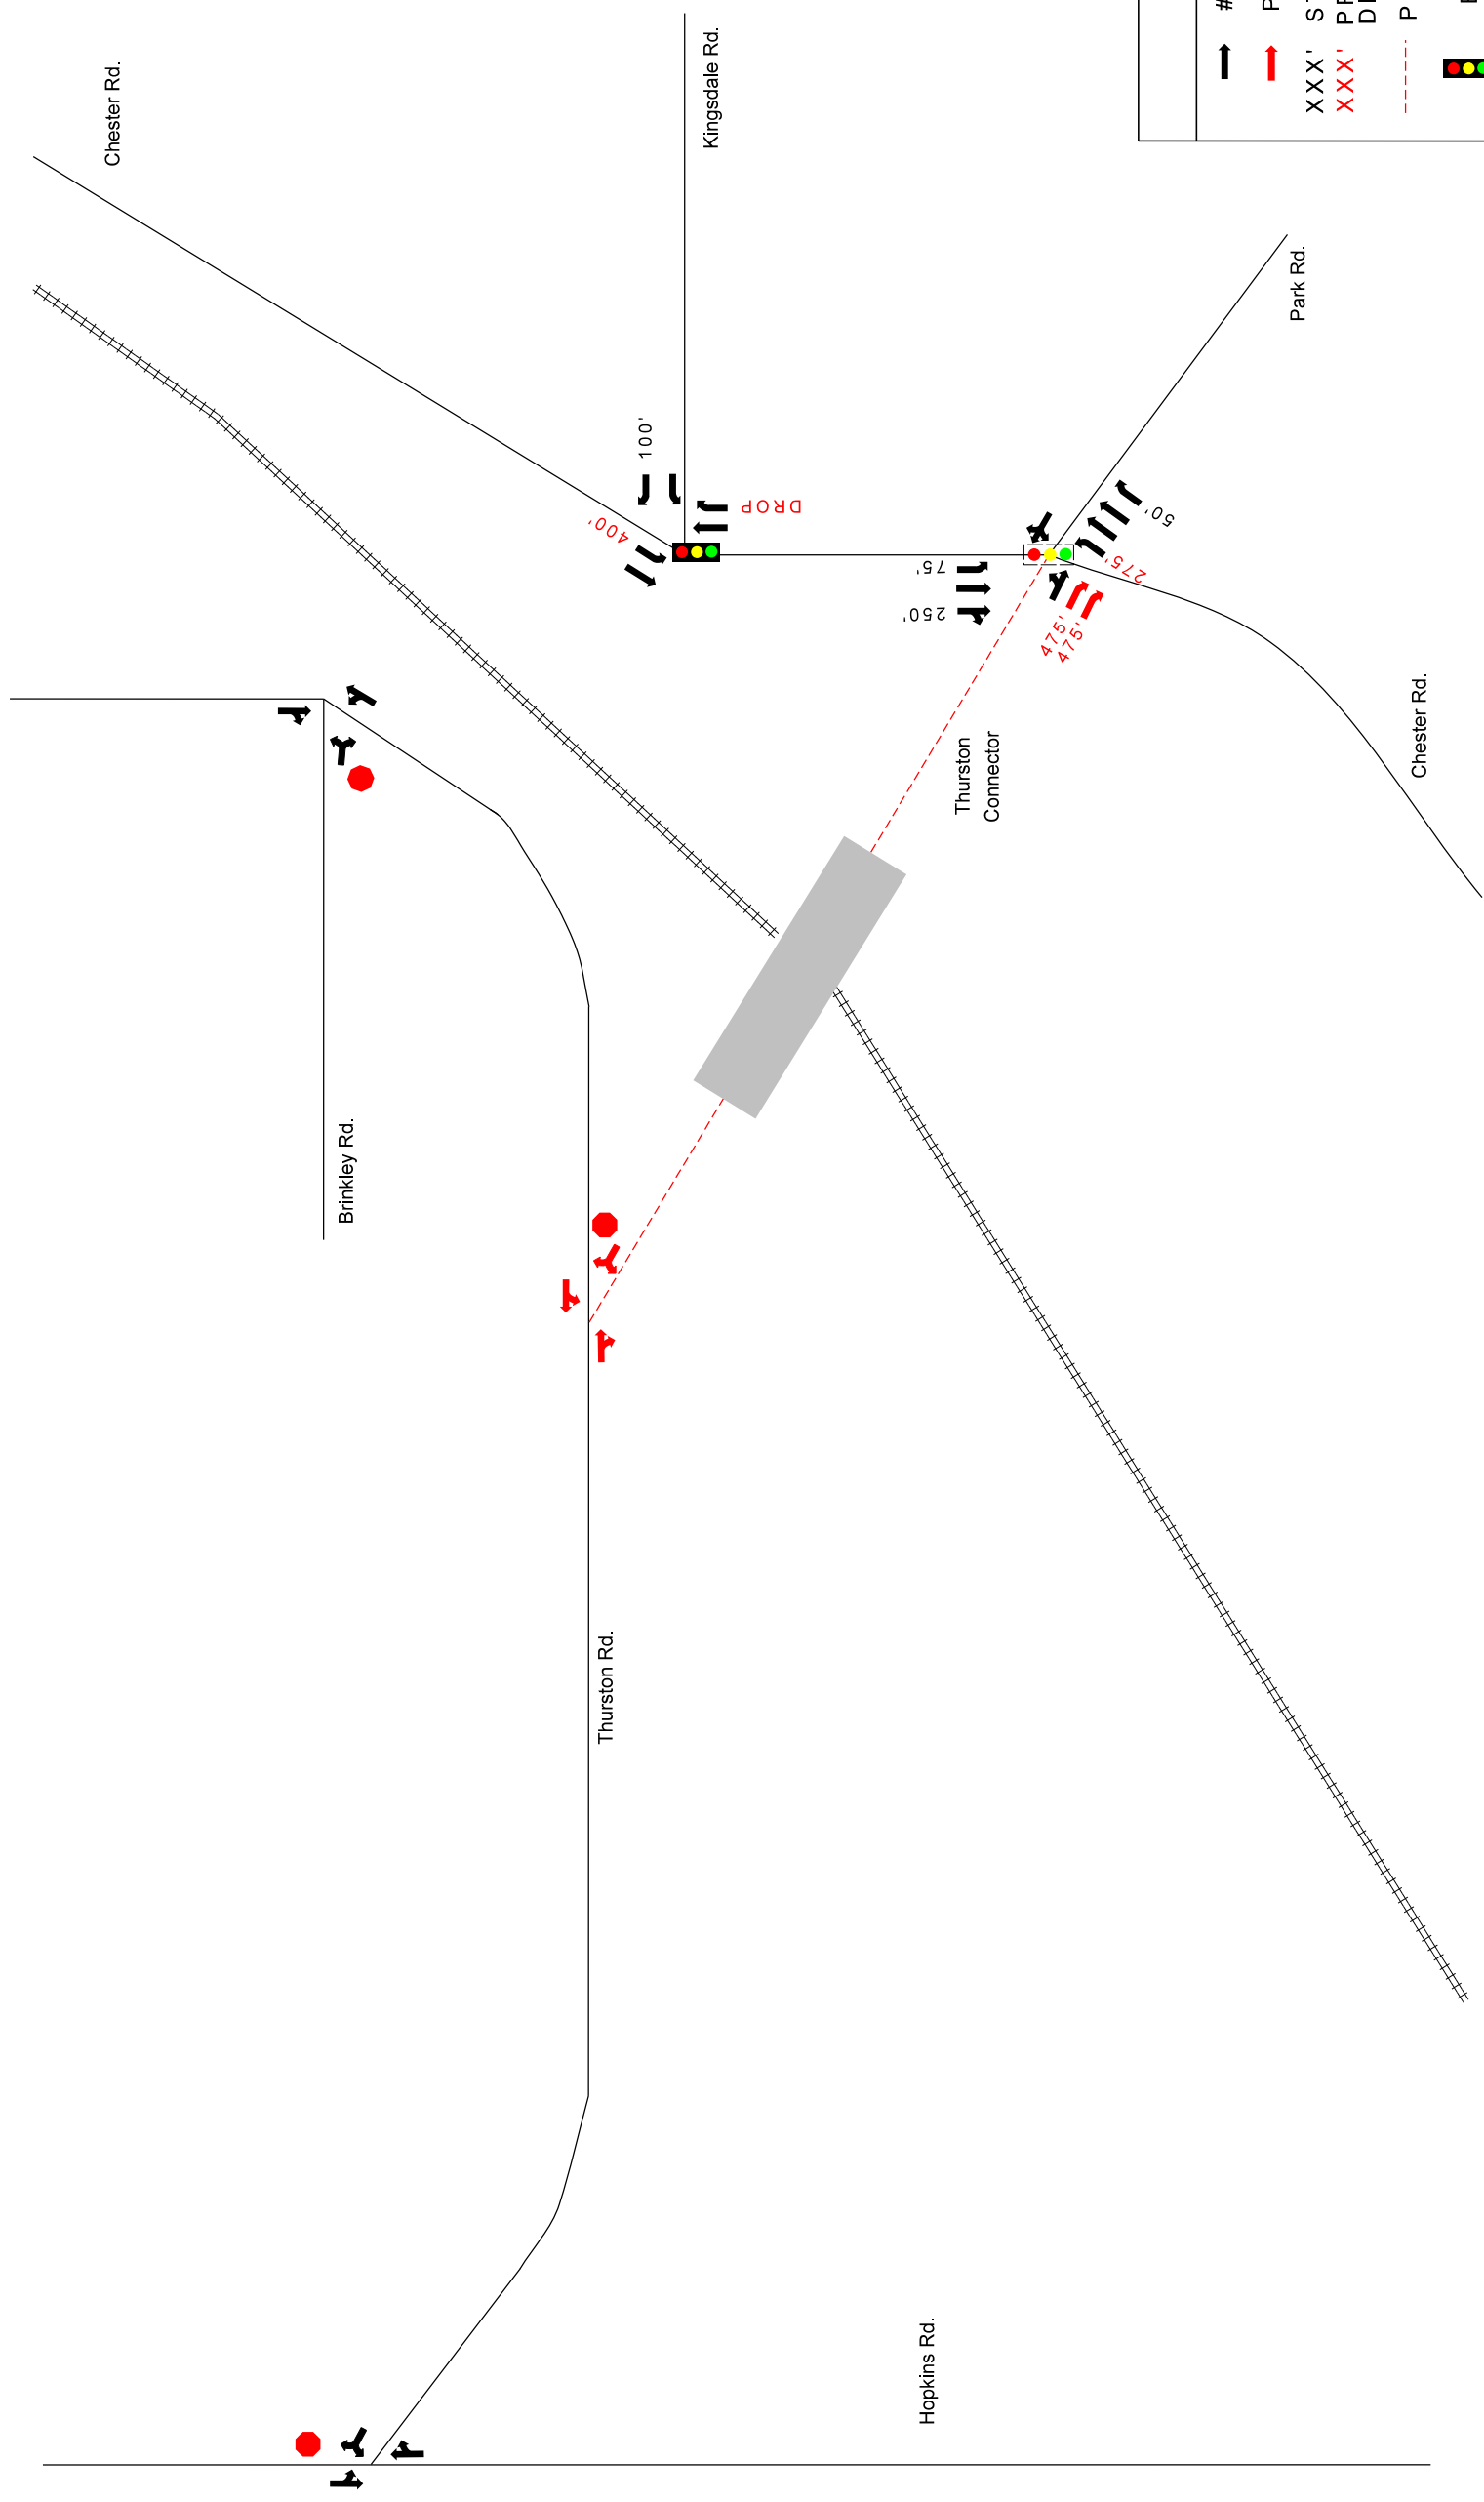 Chester Rd.
Kingsdale Rd.
Park Rd.
Chester Rd.
Thurston
Connector
Brinkley Rd.
Thurston Rd.
Hopkins Rd.
100'
400'
DROP
75'
250'
50'
275'
475'
475'
#
P
XXX'
XXX' PR
P